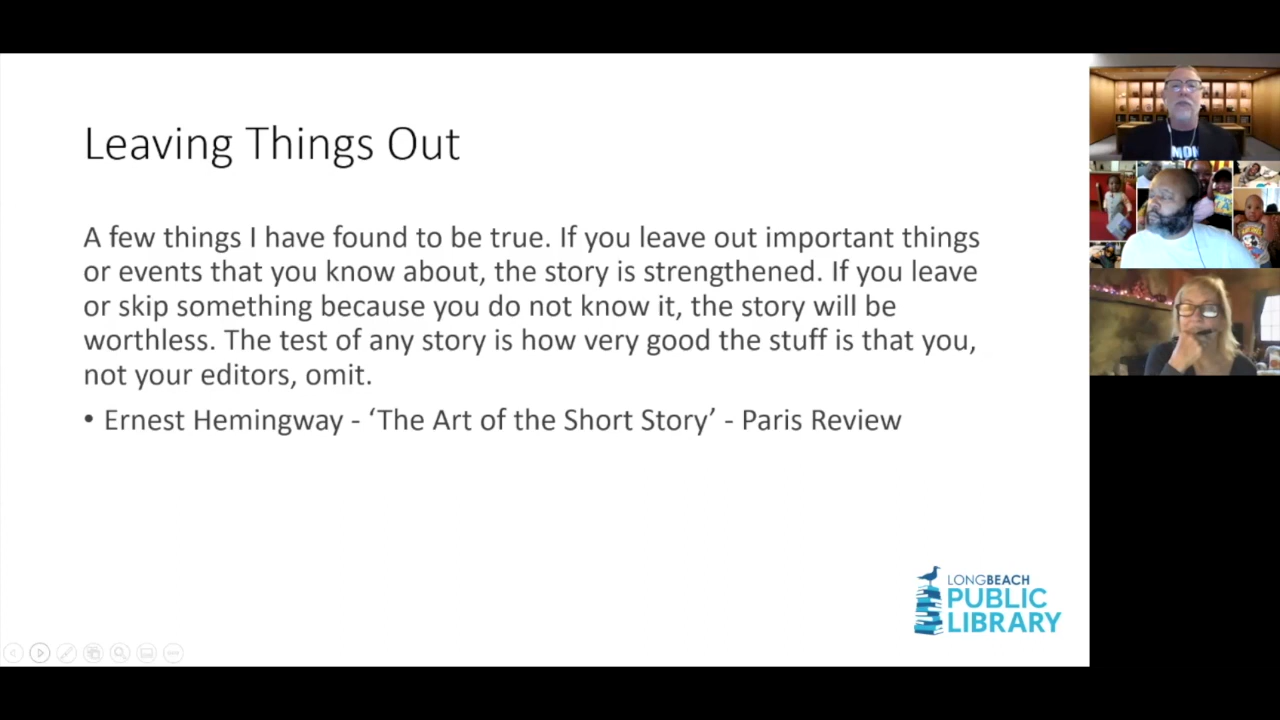 Leaving Things Out
A few things I have found to be true. If you leave out important things
or events that you know about, the story is strengthened. If you leave
or skip something because you do not know it, the story will be
worthless. The test of any story is how very good the stuff is that you,
not your editors, omit.
• Ernest Hemingway - ‘The Art of the Short Story’ - Paris Review
LONGBEACH
PUBLIC
LIBRARY